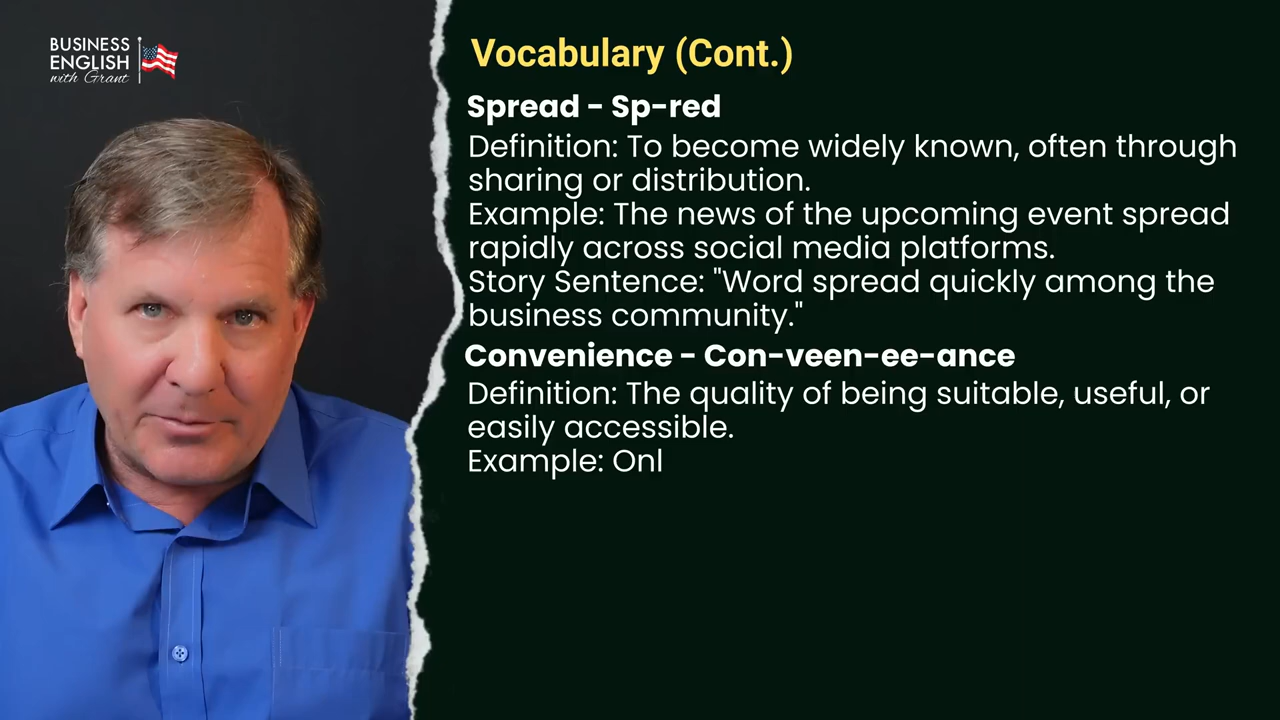 BUSINESS
ENGLISH
with Grant
Vocabulary (Cont.)
Spread - Sp-red
Definition: To become widely known, often through
sharing or distribution.
Example: The news of the upcoming event spread
rapidly across social media platforms.
Story Sentence: "Word spread quickly among the
business community."
Convenience - Con-veen-ee-ance
Definition: The quality of being suitable, useful, or
easily accessible.
Example: Onl